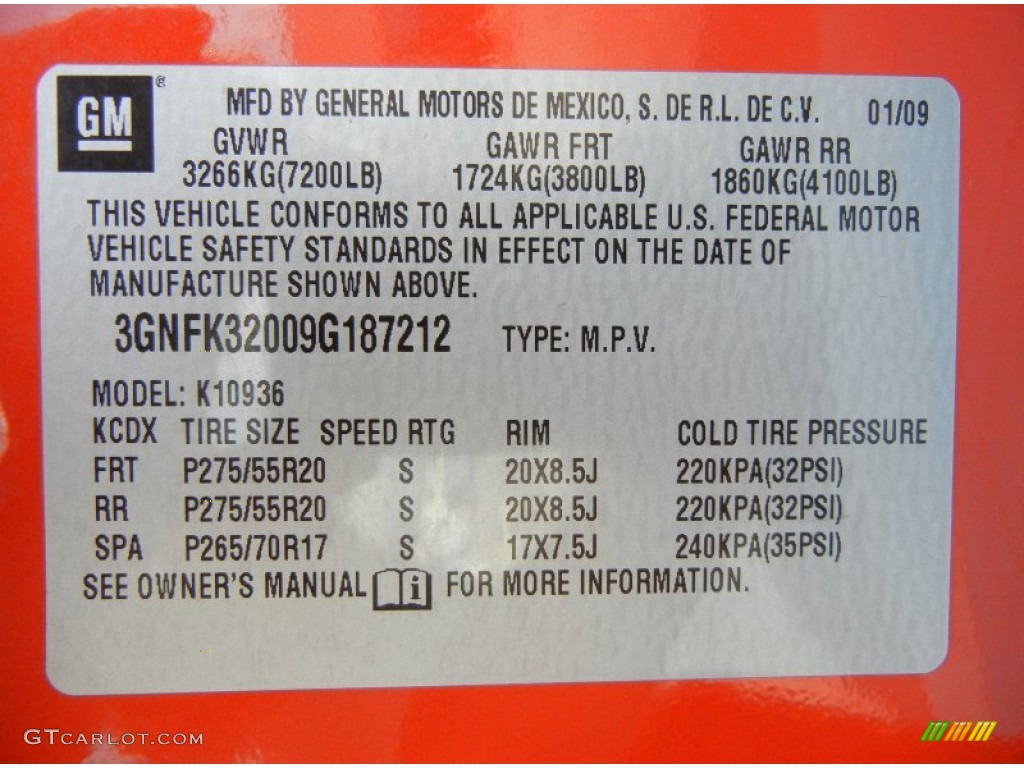 GM ®
MFD BY GENERAL MOTORS DE MEXICO, S. DE R.L. DE C.V. 01/09
GVWR GAWR FRT GAWR RR
3266KG(7200LB) 1724KG(3800LB) 1860KG(4100LB)
THIS VEHICLE CONFORMS TO ALL APPLICABLE U.S. FEDERAL MOTOR
VEHICLE SAFETY STANDARDS IN EFFECT ON THE DATE OF
MANUFACTURE SHOWN ABOVE.
3GNFK32009G187212 TYPE: M.P.V.
MODEL: K10936
KCDX TIRE SIZE SPEED RTG RIM COLD TIRE PRESSURE
FRT P275/55R20 S 20X8.5J 220KPA(32PSI)
RR P275/55R20 S 20X8.5J 220KPA(32PSI)
SPA P265/70R17 S 17X7.5J 240KPA(35PSI)
SEE OWNER'S MANUAL i FOR MORE INFORMATION.
GTCARLOT.COM